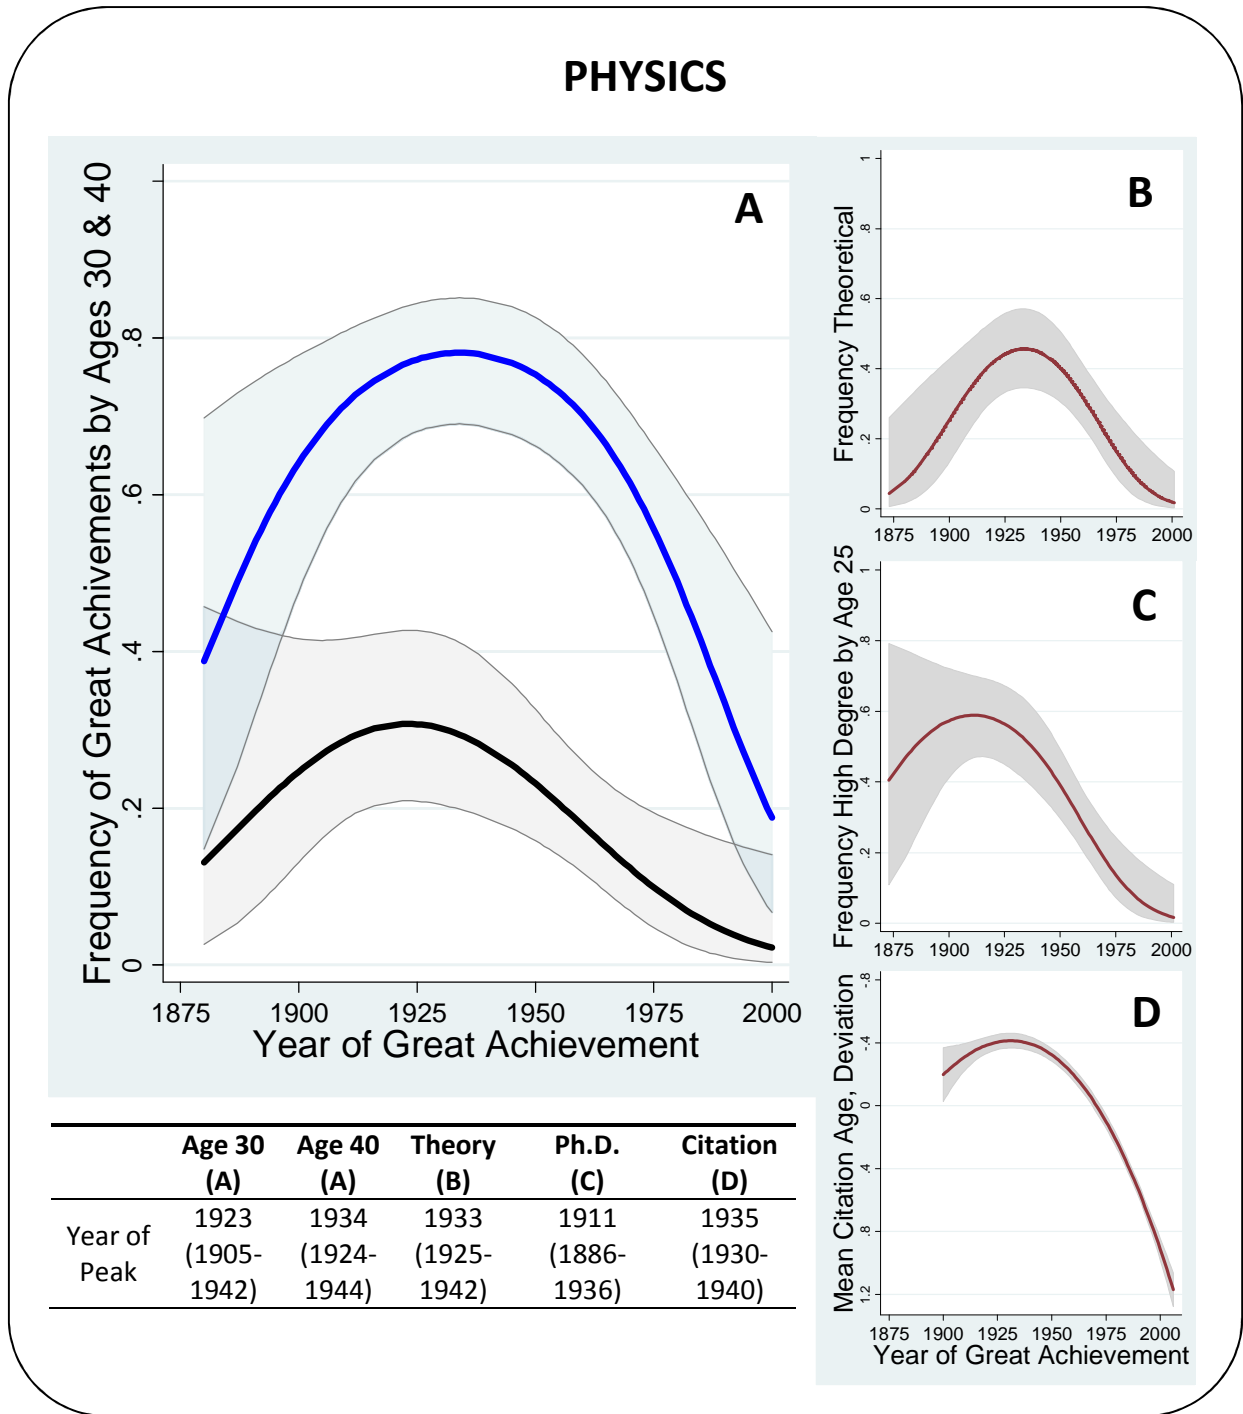 PHYSICS
A
Frequency of Great Achivements by Ages 30 & 40
0
.2
.4
.6
.8
1875
1900
1925
1950
1975
2000
Year of Great Achievement
B
Frequency Theoretical
0
.2
.4
.6
.8
1
1875
1900
1925
1950
1975
2000
C
Frequency High Degree by Age 25
0
.2
.4
.6
.8
1
1875
1900
1925
1950
1975
2000
D
Mean Citation Age, Deviation
-.8
-.4
0
.4
.8
1.2
1875
1900
1925
1950
1975
2000
Year of Great Achievement
Age 30 Age 40 Theory Ph.D. Citation
(A) (A) (B) (C) (D)
Year of Peak
1923 1934 1933 1911 1935
(1905- (1924- (1925- (1886- (1930-
1942) 1944) 1942) 1936) 1940)